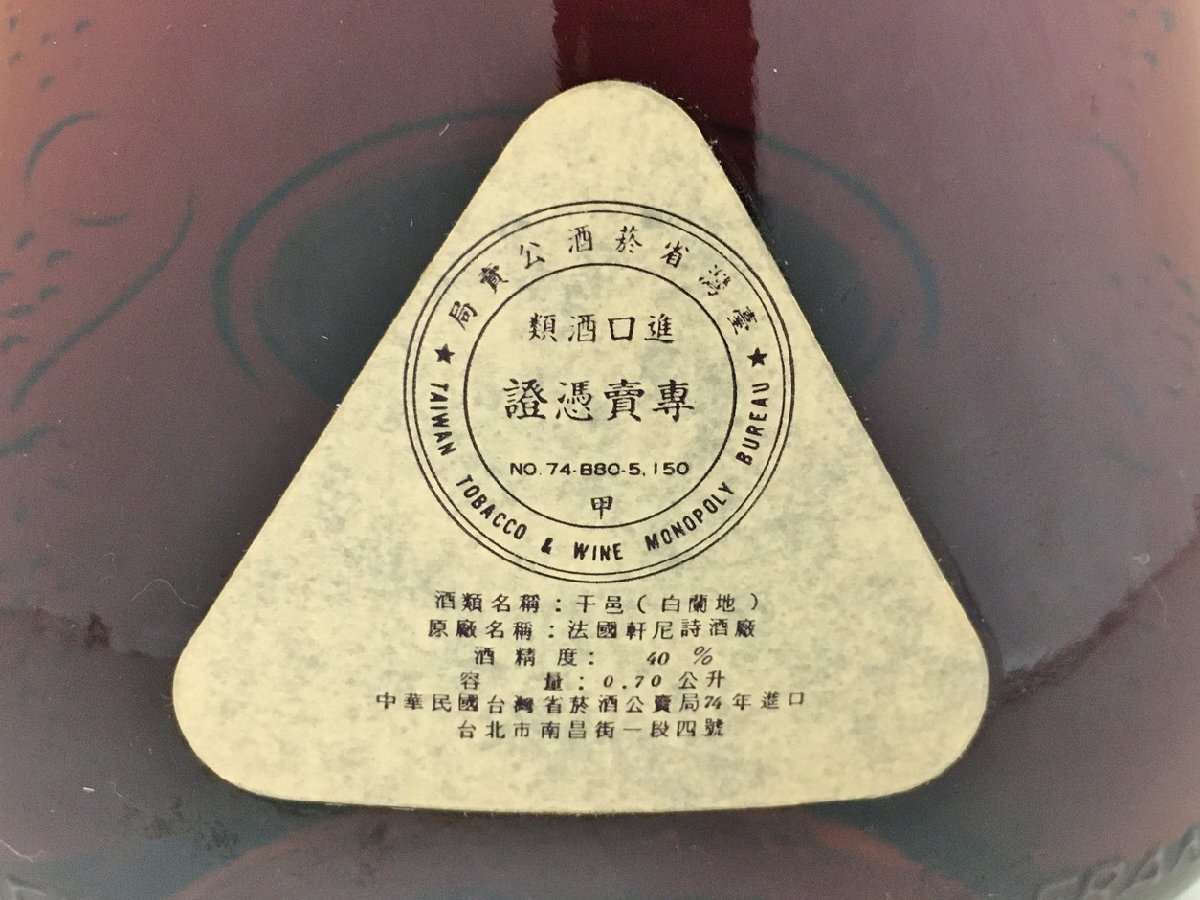 臺灣省菸酒公賣局
進口酒類
專賣憑證
NO. 74-B80-5, 150
甲
★ TAIWAN TOBACCO & WINE MONOPOLY BUREAU ★
酒類名稱：干邑（白蘭地）
原廠名稱：法國軒尼詩酒廠
酒精度： 40 %
容量：0.70 公升
中華民國台灣省菸酒公賣局74年進口
台北市南昌街一段四號